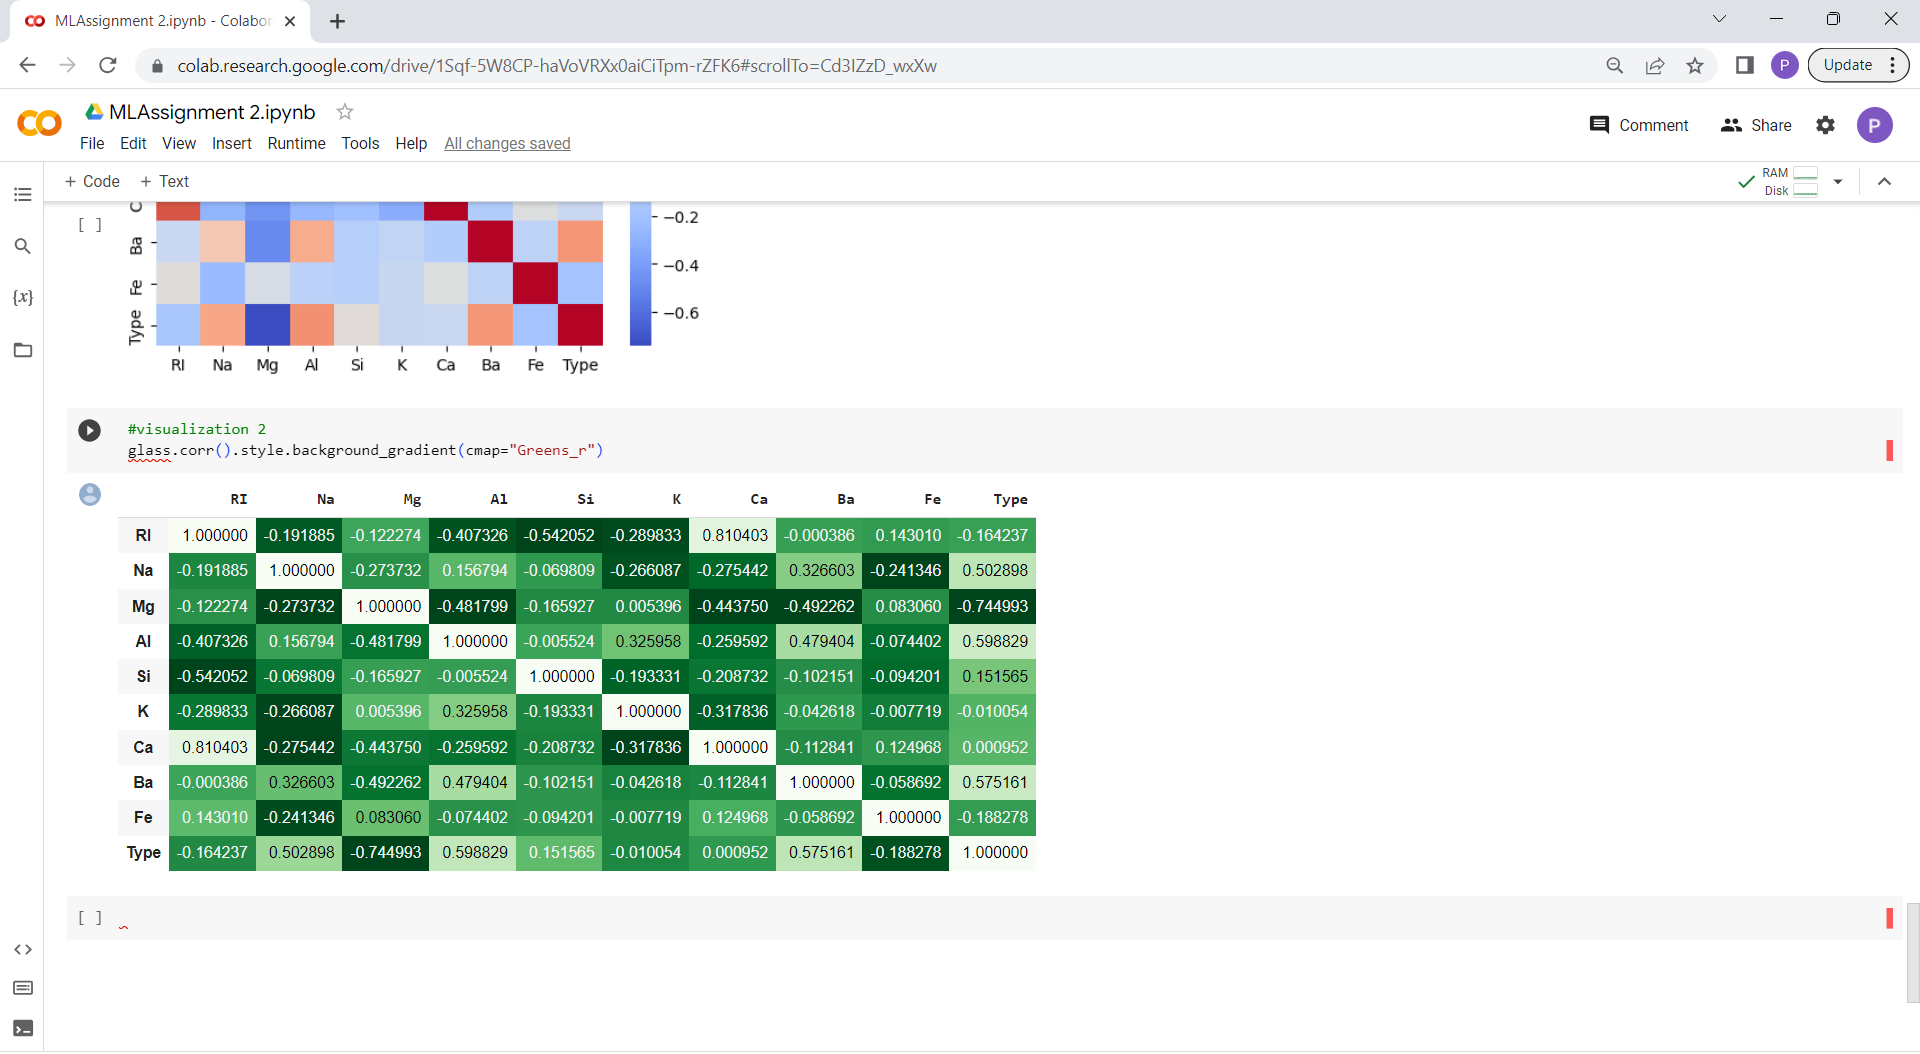 MLAssignment 2.ipynb - Colabor
colab.research.google.com/drive/1Sqf-5W8CP-haVoVRXx0aiCiTpm-rZFK6#scrollTo=Cd3IZzD_wxXw
P
Update
MLAssignment 2.ipynb
File Edit View Insert Runtime Tools Help All changes saved
Comment
Share
P
+ Code + Text
RAM
Disk
[ ]
C
Ba
Fe
Type
RI Na Mg Al Si K Ca Ba Fe Type
−0.2
−0.4
−0.6
{x}
#visualization 2
glass.corr().style.background_gradient(cmap="Greens_r")
RI Na Mg Al Si K Ca Ba Fe Type
RI 1.000000 -0.191885 -0.122274 -0.407326 -0.542052 -0.289833 0.810403 -0.000386 0.143010 -0.164237
Na -0.191885 1.000000 -0.273732 0.156794 -0.069809 -0.266087 -0.275442 0.326603 -0.241346 0.502898
Mg -0.122274 -0.273732 1.000000 -0.481799 -0.165927 0.005396 -0.443750 -0.492262 0.083060 -0.744993
Al -0.407326 0.156794 -0.481799 1.000000 -0.005524 0.325958 -0.259592 0.479404 -0.074402 0.598829
Si -0.542052 -0.069809 -0.165927 -0.005524 1.000000 -0.193331 -0.208732 -0.102151 -0.094201 0.151565
K -0.289833 -0.266087 0.005396 0.325958 -0.193331 1.000000 -0.317836 -0.042618 -0.007719 -0.010054
Ca 0.810403 -0.275442 -0.443750 -0.259592 -0.208732 -0.317836 1.000000 -0.112841 0.124968 0.000952
Ba -0.000386 0.326603 -0.492262 0.479404 -0.102151 -0.042618 -0.112841 1.000000 -0.058692 0.575161
Fe 0.143010 -0.241346 0.083060 -0.074402 -0.094201 -0.007719 0.124968 -0.058692 1.000000 -0.188278
Type -0.164237 0.502898 -0.744993 0.598829 0.151565 -0.010054 0.000952 0.575161 -0.188278 1.000000
[ ]